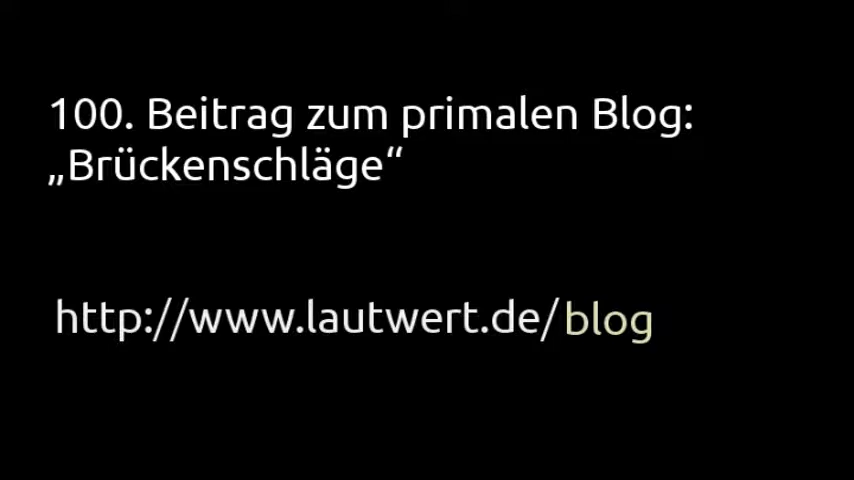 100. Beitrag zum primalen Blog:
„Brückenschläge“
http://www.lautwert.de/blog